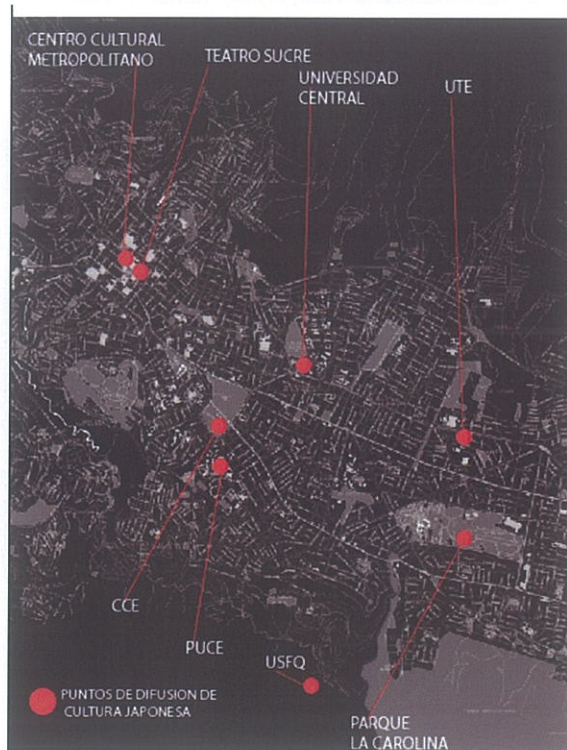 CENTRO CULTURAL
METROPOLITANO
TEATRO SUCRE
UNIVERSIDAD
CENTRAL
UTE
CCE
PUCE
USFQ
PUNTOS DE DIFUSION DE
CULTURA JAPONESA
PARQUE
LA CAROLINA